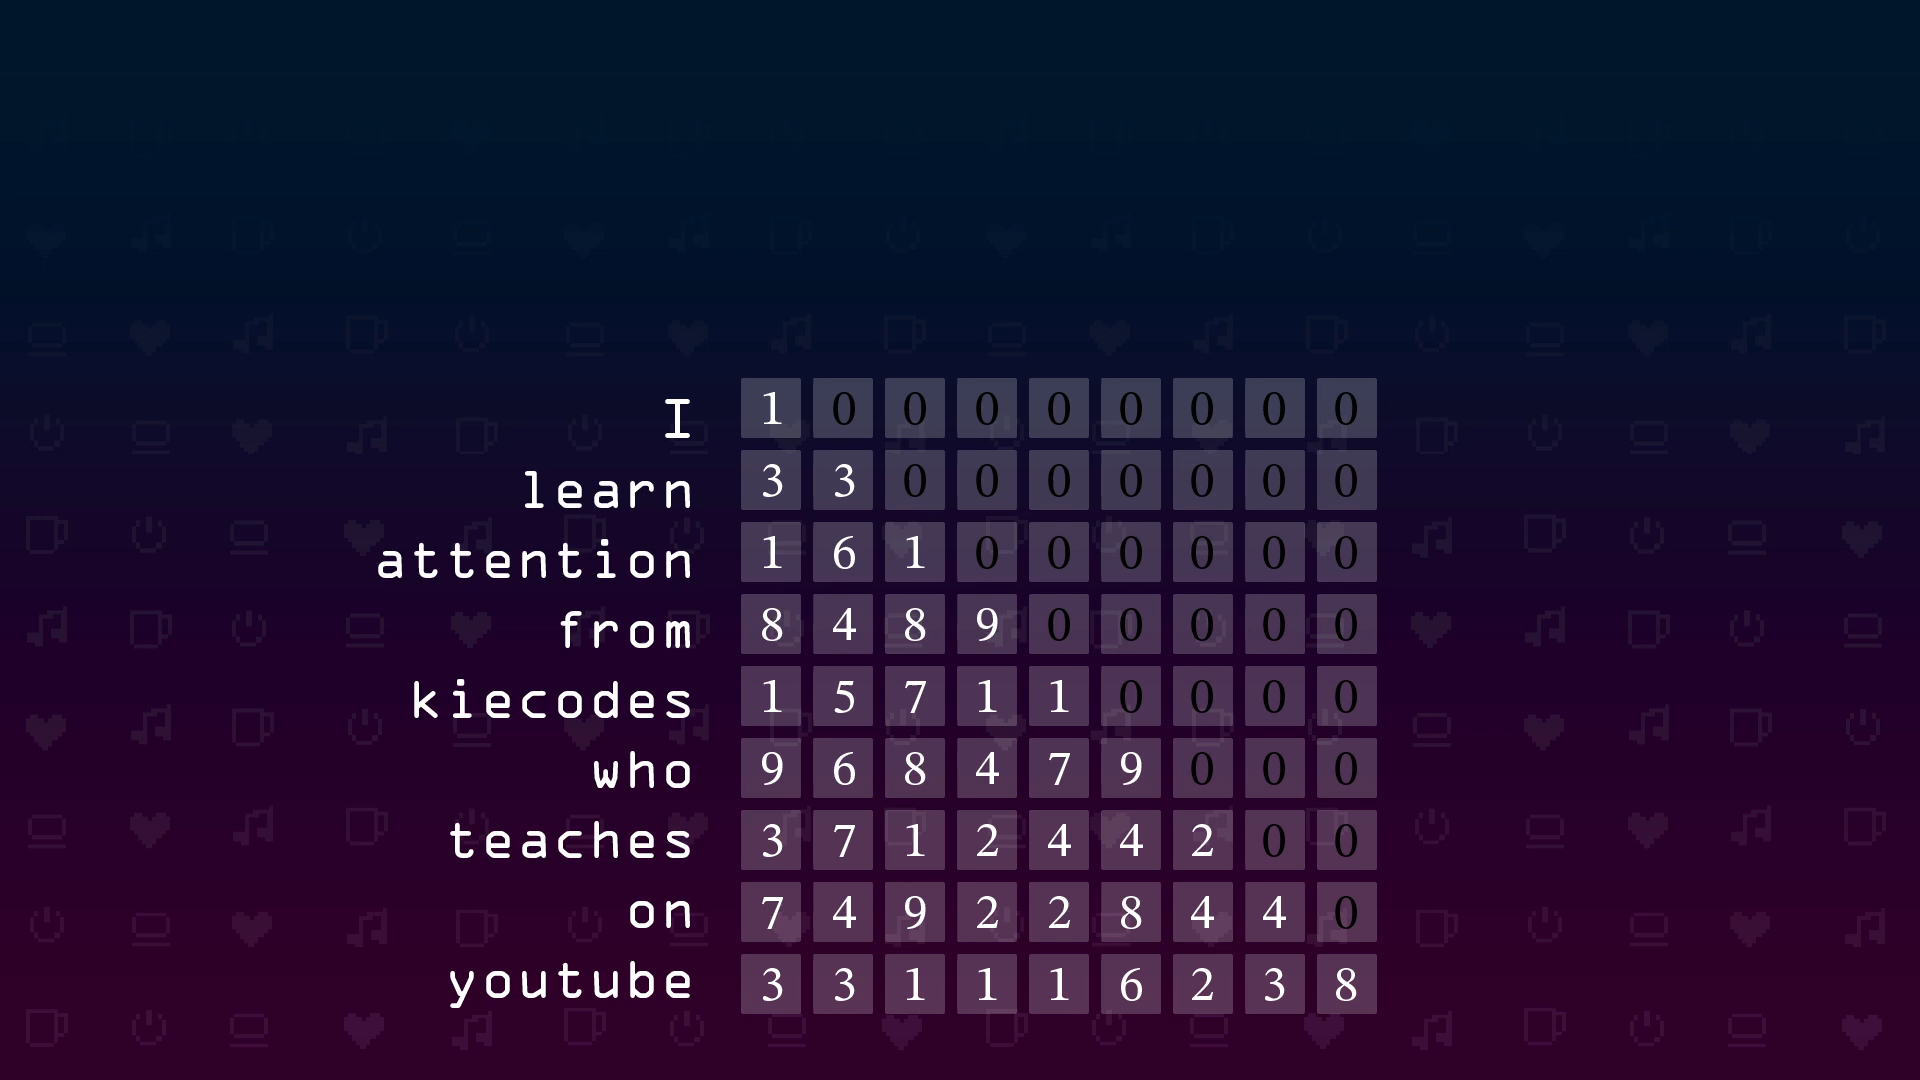 I 1 0 0 0 0 0 0 0 0
learn 3 3 0 0 0 0 0 0 0
attention 1 6 1 0 0 0 0 0 0
from 8 4 8 9 0 0 0 0 0
kiecodes 1 5 7 1 1 0 0 0 0
who 9 6 8 4 7 9 0 0 0
teaches 3 7 1 2 4 4 2 0 0
on 7 4 9 2 2 8 4 4 0
youtube 3 3 1 1 1 6 2 3 8